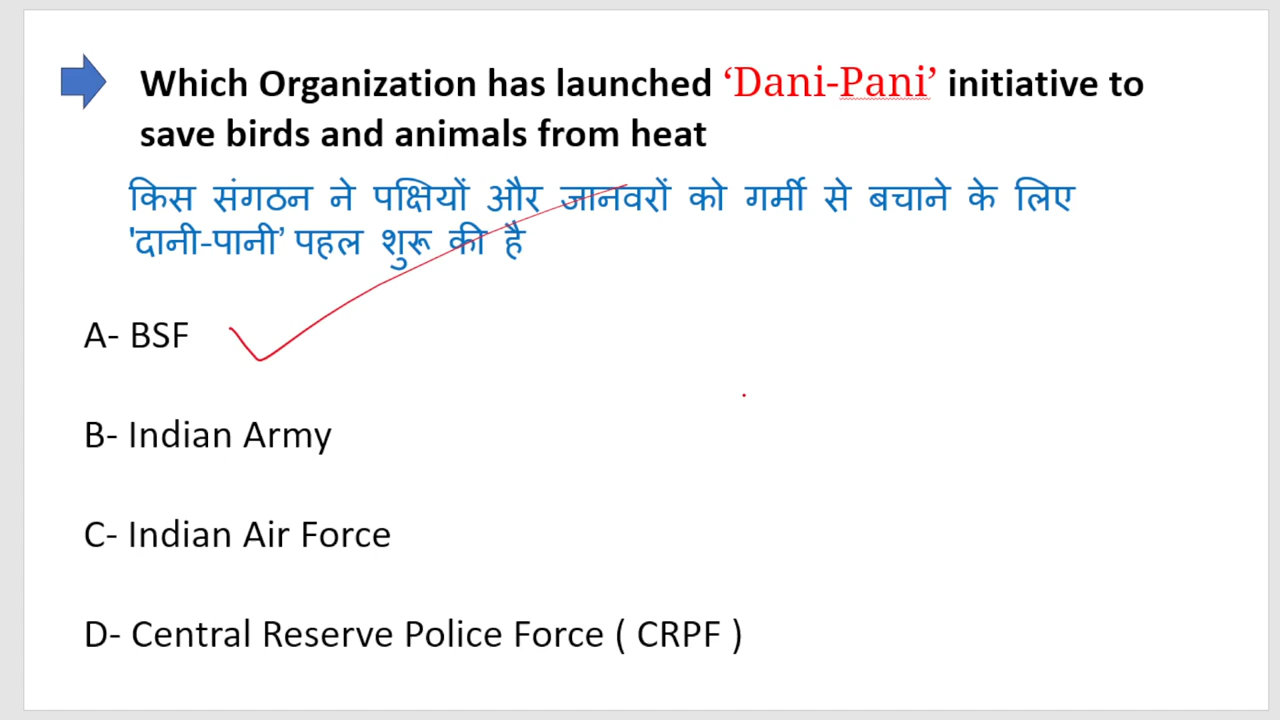 Which Organization has launched ‘Dani-Pani’ initiative to
save birds and animals from heat
किस संगठन ने पक्षियों और जानवरों को गर्मी से बचाने के लिए
'दानी-पानी’ पहल शुरू की है
A- BSF
B- Indian Army
C- Indian Air Force
D- Central Reserve Police Force ( CRPF )